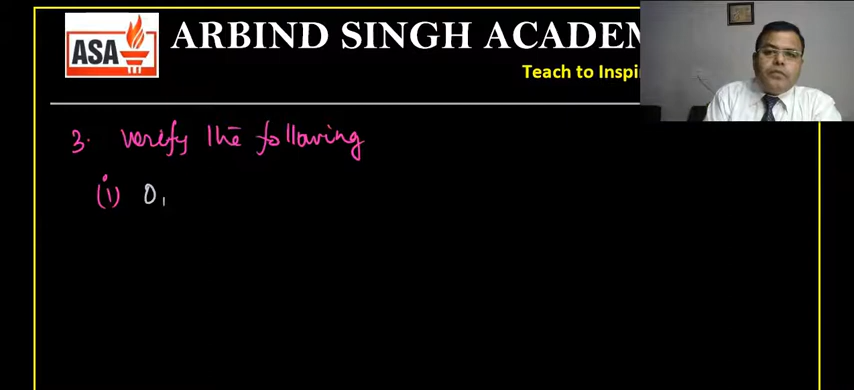 ASA
ARBIND SINGH ACADEM
Teach to Inspi
3. verify the following
(i) 0,